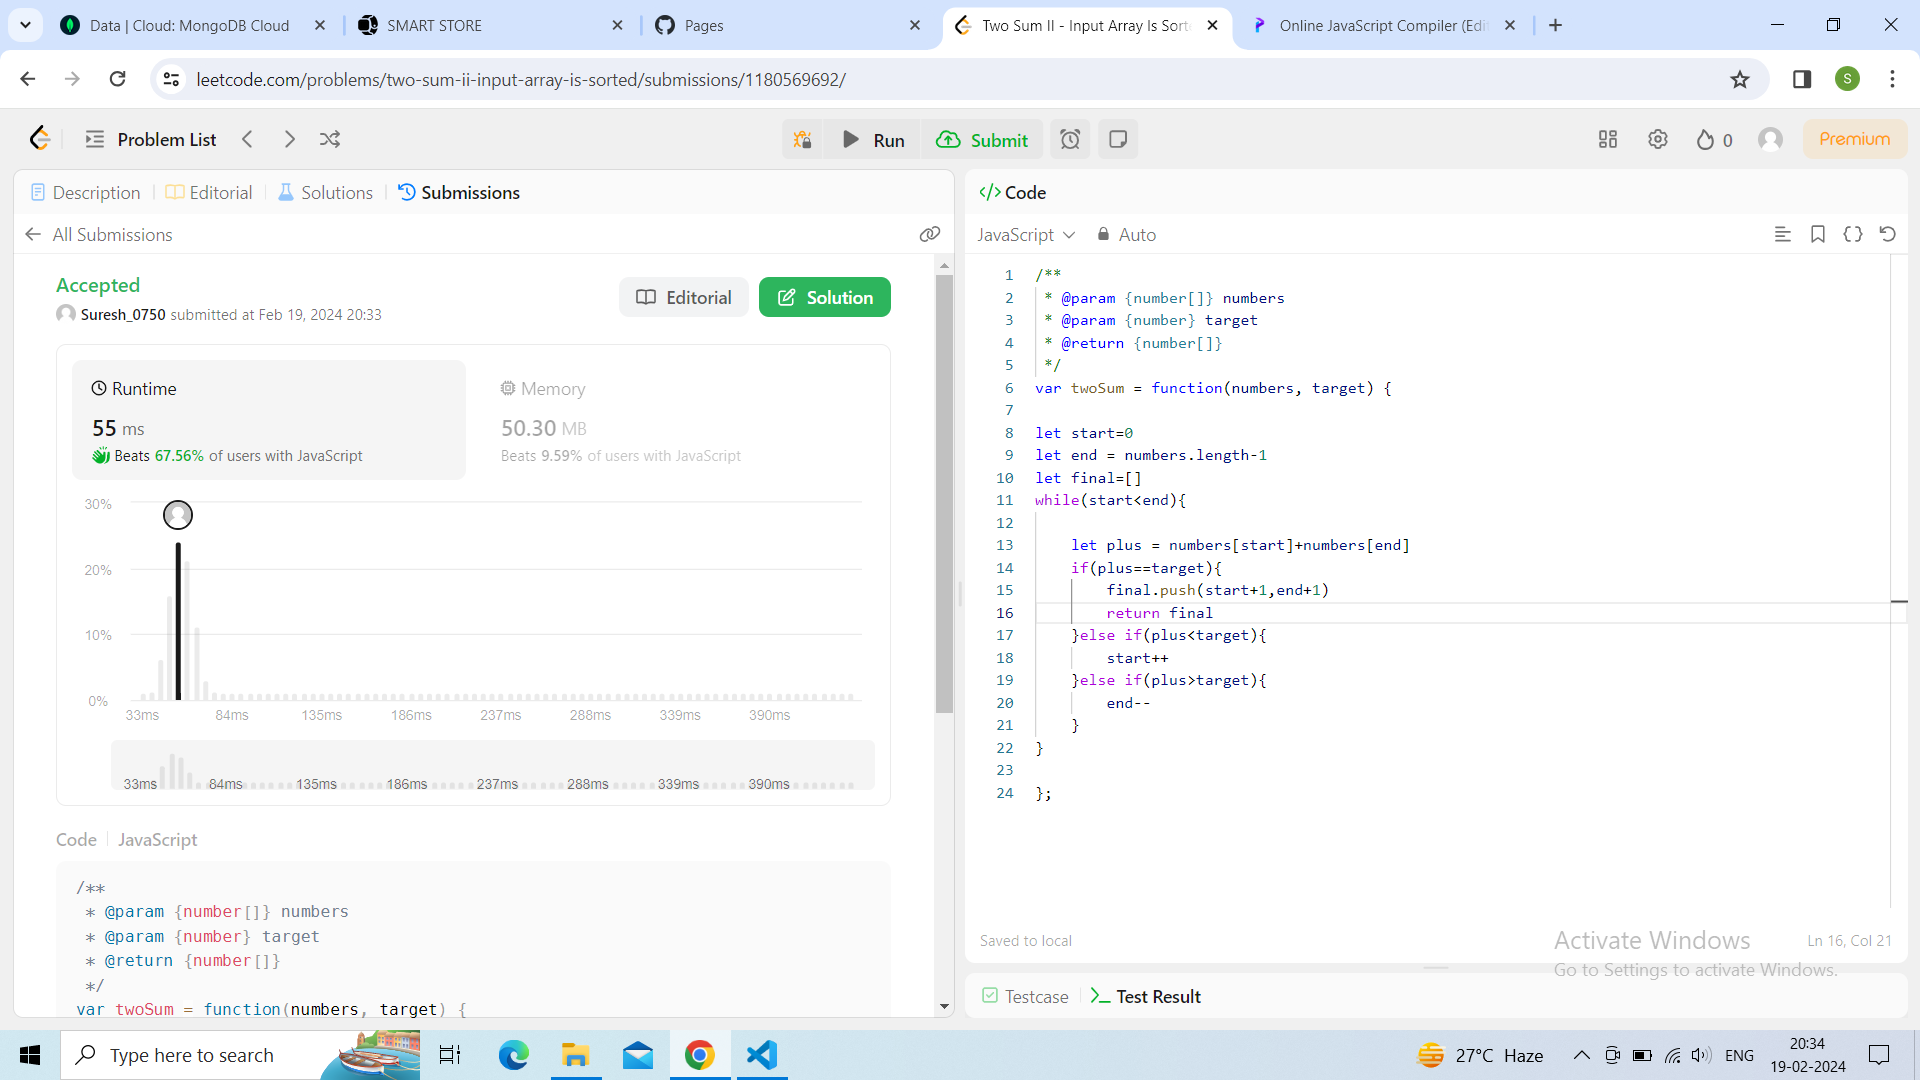 Data | Cloud: MongoDB Cloud
SMART STORE
Pages
Two Sum II - Input Array Is Sort
Online JavaScript Compiler (Edi
leetcode.com/problems/two-sum-ii-input-array-is-sorted/submissions/1180569692/
S
Problem List
Run
Submit
0
Premium
Description
Editorial
Solutions
Submissions
All Submissions
Accepted
Suresh_0750 submitted at Feb 19, 2024 20:33
Editorial
Solution
Runtime
55 ms
Beats 67.56% of users with JavaScript
Memory
50.30 MB
Beats 9.59% of users with JavaScript
30%
20%
10%
0%
33ms 84ms 135ms 186ms 237ms 288ms 339ms 390ms
33ms 84ms 135ms 186ms 237ms 288ms 339ms 390ms
Code JavaScript
/**
* @param {number[]} numbers
* @param {number} target
* @return {number[]}
*/
var twoSum = function(numbers, target) {
</> Code
JavaScript Auto
1 /**
2 * @param {number[]} numbers
3 * @param {number} target
4 * @return {number[]}
5 */
6 var twoSum = function(numbers, target) {
7
8 let start=0
9 let end = numbers.length-1
10 let final=[]
11 while(start<end){
12
13 let plus = numbers[start]+numbers[end]
14 if(plus==target){
15 final.push(start+1,end+1)
16 return final
17 }else if(plus<target){
18 start++
19 }else if(plus>target){
20 end--
21 }
22 }
23
24 };
Saved to local
Ln 16, Col 21
Activate Windows
Go to Settings to activate Windows.
Testcase
Test Result
Type here to search
27°C Haze
ENG
20:34
19-02-2024